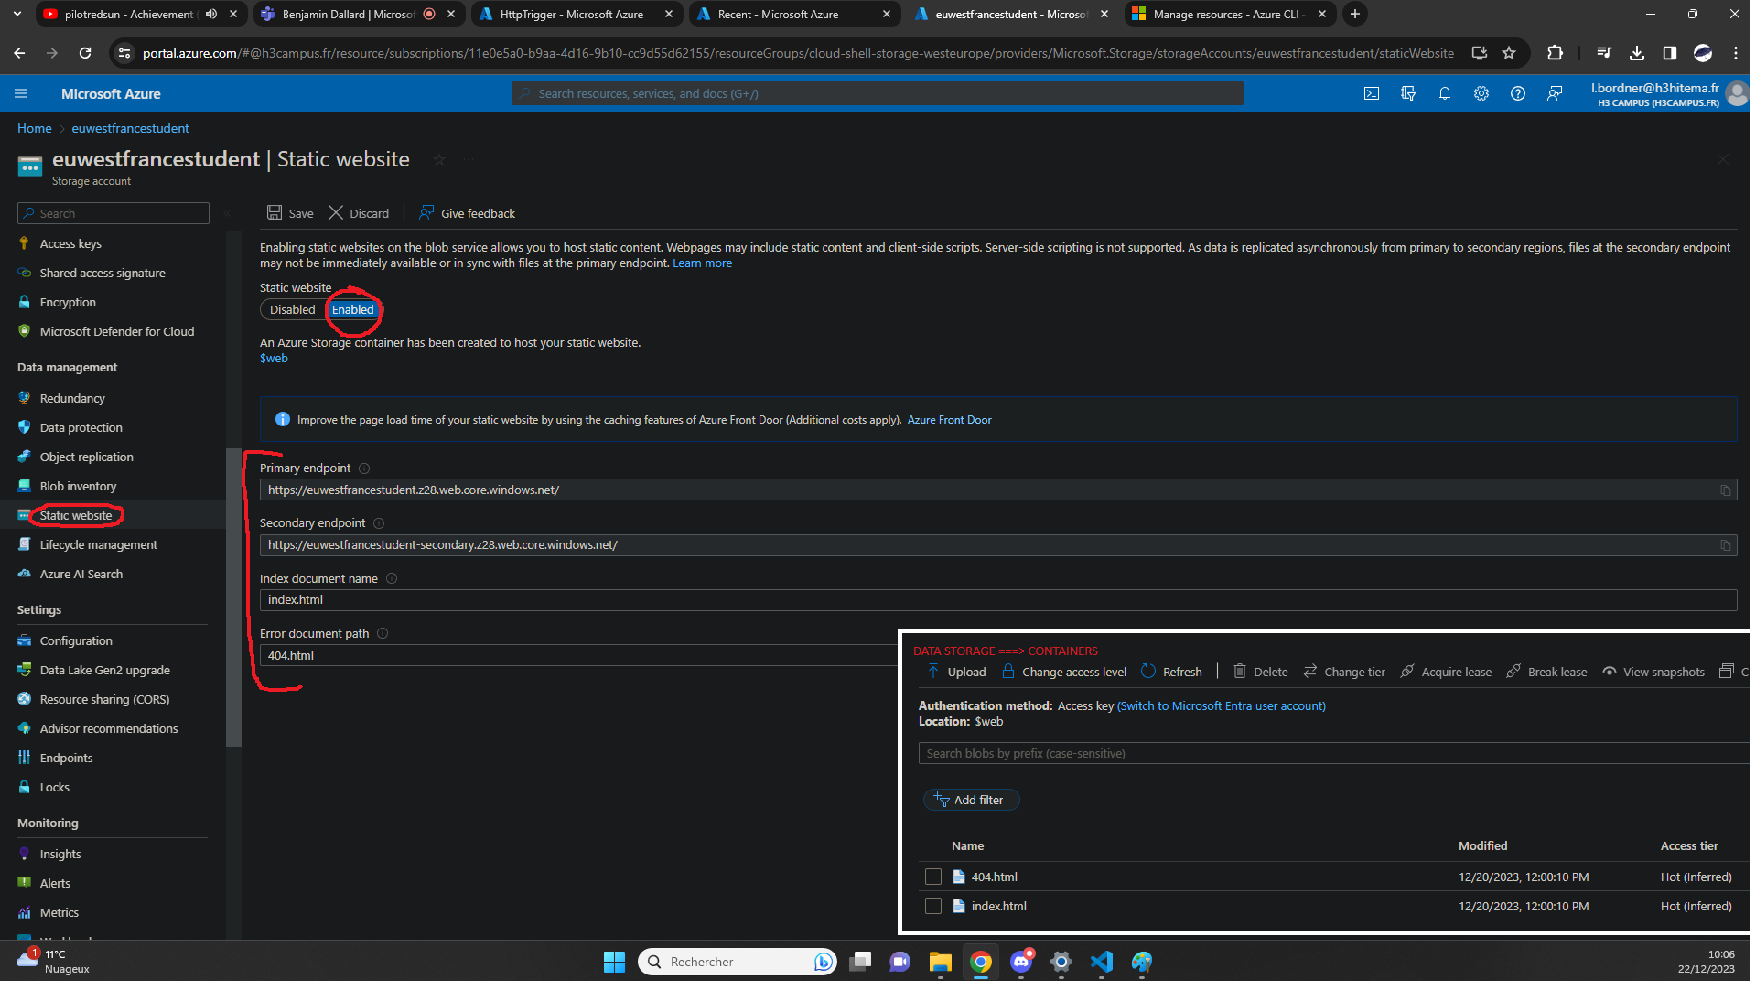 pilotredsun - Achievement (
Benjamin Dallard | Microsof
HttpTrigger - Microsoft Azure
Recent - Microsoft Azure
euwestfrancestudent - Microsof
Manage resources - Azure CLI -
portal.azure.com/#@h3campus.fr/resource/subscriptions/11e0e5a0-b9aa-4d16-9b10-cc9d55d62155/resourceGroups/cloud-shell-storage-westeurope/providers/Microsoft.Storage/storageAccounts/euwestfrancestudent/staticWebsite
Microsoft Azure
Search resources, services, and docs (G+/)
l.bordner@h3hitema.fr
H3 CAMPUS (H3CAMPUS.FR)
Home > euwestfrancestudent
euwestfrancestudent | Static website
Storage account
Search
Access keys
Shared access signature
Encryption
Microsoft Defender for Cloud
Data management
Redundancy
Data protection
Object replication
Blob inventory
Static website
Lifecycle management
Azure AI Search
Settings
Configuration
Data Lake Gen2 upgrade
Resource sharing (CORS)
Advisor recommendations
Endpoints
Locks
Monitoring
Insights
Alerts
Metrics
Save Discard Give feedback
Enabling static websites on the blob service allows you to host static content. Webpages may include static content and client-side scripts. Server-side scripting is not supported. As data is replicated asynchronously from primary to secondary regions, files at the secondary endpoint
may not be immediately available or in sync with files at the primary endpoint. Learn more
Static website
Disabled Enabled
An Azure Storage container has been created to host your static website.
$web
Improve the page load time of your static website by using the caching features of Azure Front Door (Additional costs apply). Azure Front Door
Primary endpoint
https://euwestfrancestudent.z28.web.core.windows.net/
Secondary endpoint
https://euwestfrancestudent-secondary.z28.web.core.windows.net/
Index document name
index.html
Error document path
404.html
DATA STORAGE ===> CONTAINERS
Upload Change access level Refresh | Delete Change tier Acquire lease Break lease View snapshots C
Authentication method: Access key (Switch to Microsoft Entra user account)
Location: $web
Search blobs by prefix (case-sensitive)
Add filter
Name Modified Access tier
404.html 12/20/2023, 12:00:10 PM Hot (Inferred)
index.html 12/20/2023, 12:00:10 PM Hot (Inferred)
1
11°C
Nuageux
Rechercher
10:06
22/12/2023